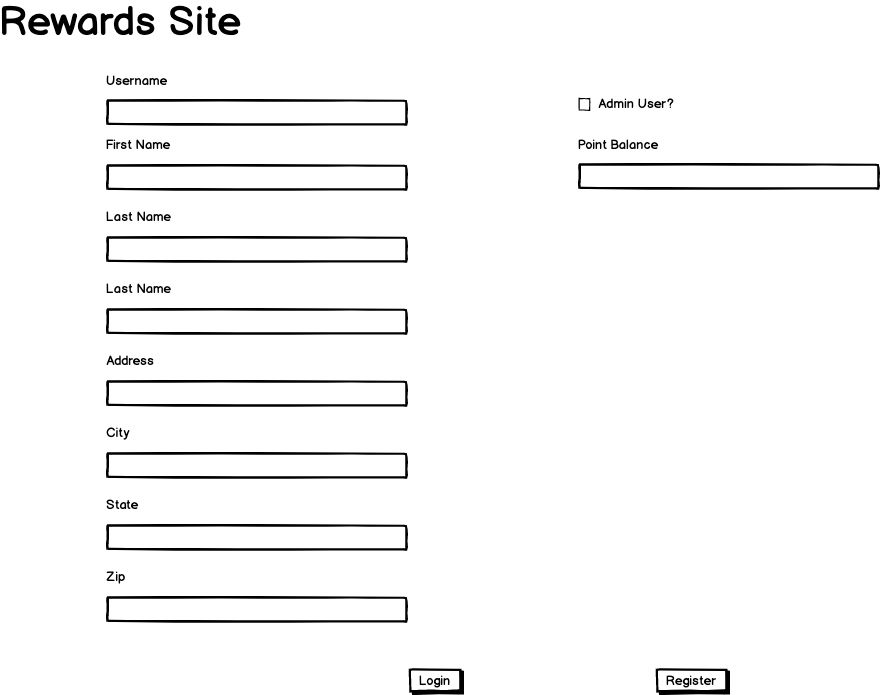 Rewards Site
Username
Admin User?
First Name
Point Balance
Last Name
Last Name
Address
City
State
Zip
Login
Register